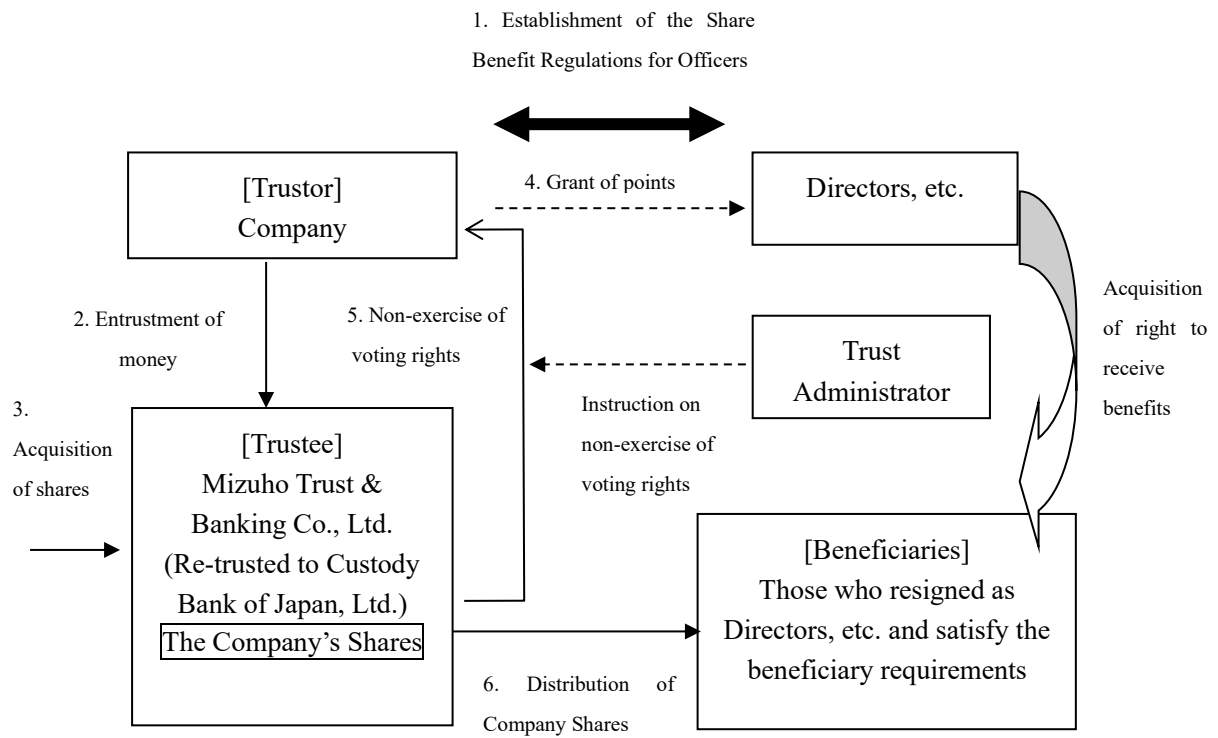 1. Establishment of the Share
Benefit Regulations for Officers
[Trustor]
Company
4. Grant of points
Directors, etc.
2. Entrustment of
money
5. Non-exercise of
voting rights
Trust
Administrator
Acquisition
of right to
receive
benefits
3.
Acquisition
of shares
Instruction on
non-exercise of
voting rights
[Trustee]
Mizuho Trust &
Banking Co., Ltd.
(Re-trusted to Custody
Bank of Japan, Ltd.)
The Company's Shares
[Beneficiaries]
Those who resigned as
Directors, etc. and satisfy the
beneficiary requirements
6. Distribution of
Company Shares